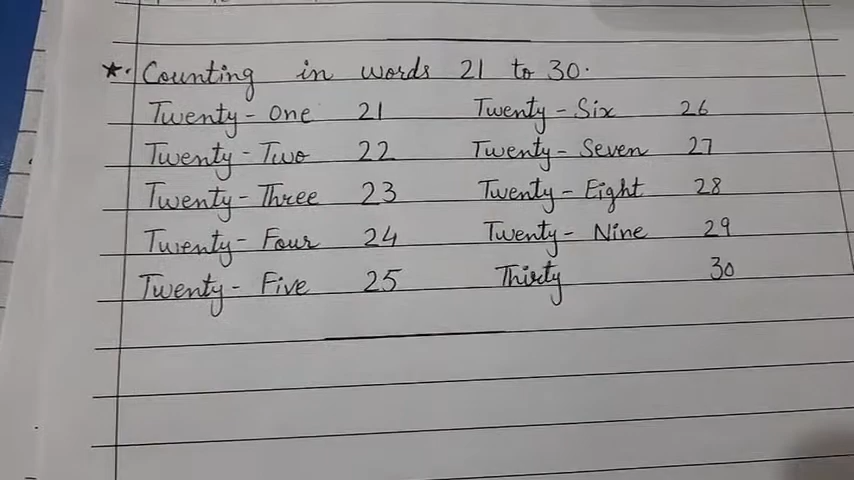 ★. Counting in words 21 to 30.
Twenty - One 21 Twenty - Six 26
Twenty - Two 22 Twenty - Seven 27
Twenty - Three 23 Twenty - Eight 28
Twenty - Four 24 Twenty - Nine 29
Twenty - Five 25 Thirty 30